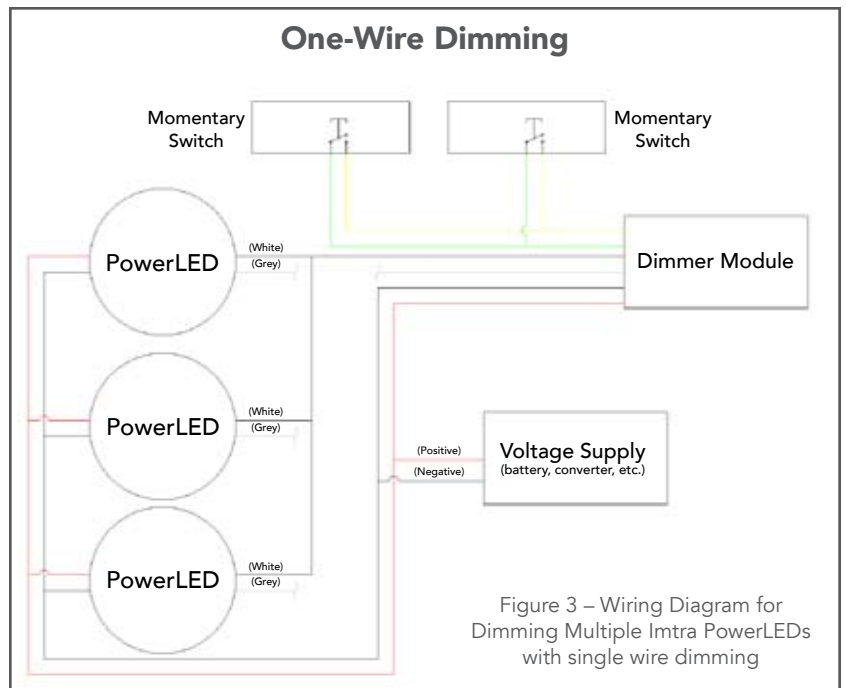 One-Wire Dimming
Momentary
Switch
Momentary
Switch
PowerLED
(White)
(Grey)
Dimmer Module
PowerLED
(White)
(Grey)
(Positive)
(Negative)
Voltage Supply
(battery, converter, etc.)
PowerLED
(White)
(Grey)
Figure 3 – Wiring Diagram for
Dimming Multiple Imtra PowerLEDs
with single wire dimming